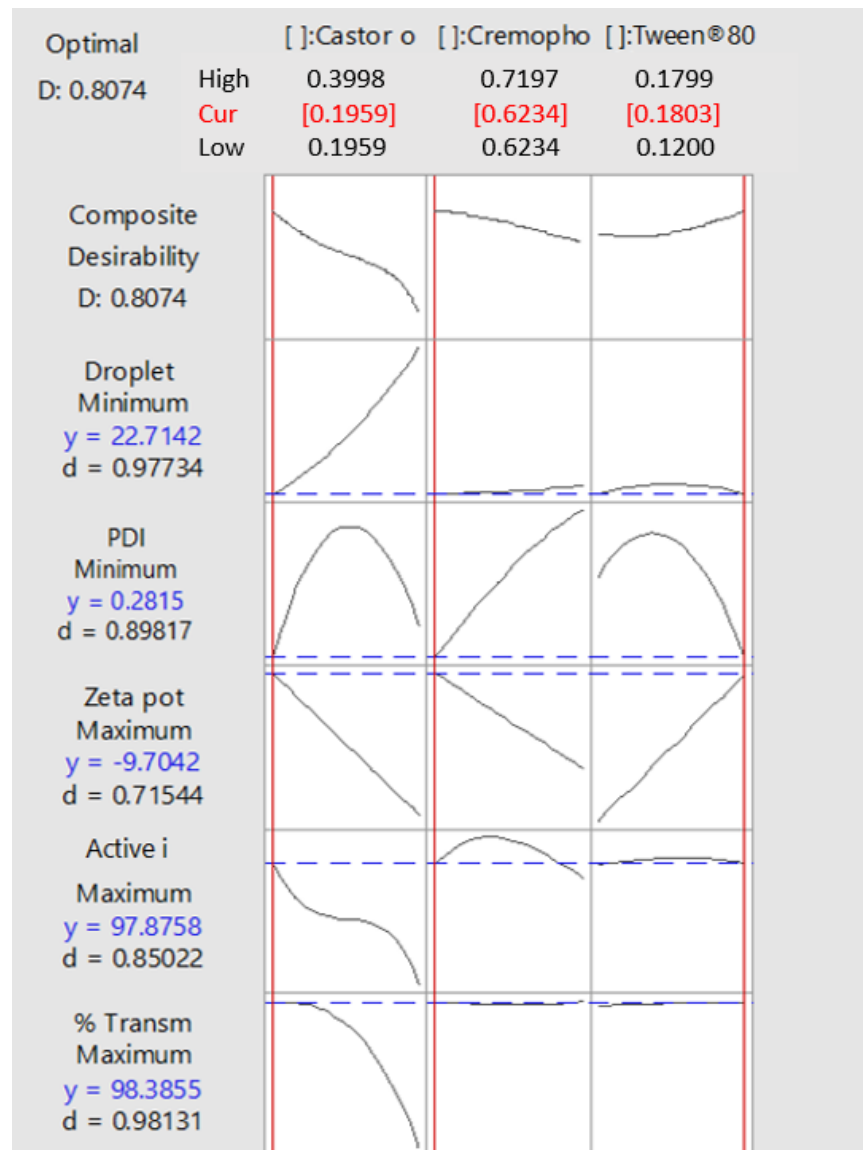 Optimal
D: 0.8074
[ ]:Castor o [ ]:Cremopho [ ]:Tween®80
High 0.3998 0.7197 0.1799
Cur [0.1959] [0.6234] [0.1803]
Low 0.1959 0.6234 0.1200
Composite
Desirability
D: 0.8074
Droplet
Minimum
y = 22.7142
d = 0.97734
PDI
Minimum
y = 0.2815
d = 0.89817
Zeta pot
Maximum
y = -9.7042
d = 0.71544
Active i
Maximum
y = 97.8758
d = 0.85022
% Transm
Maximum
y = 98.3855
d = 0.98131